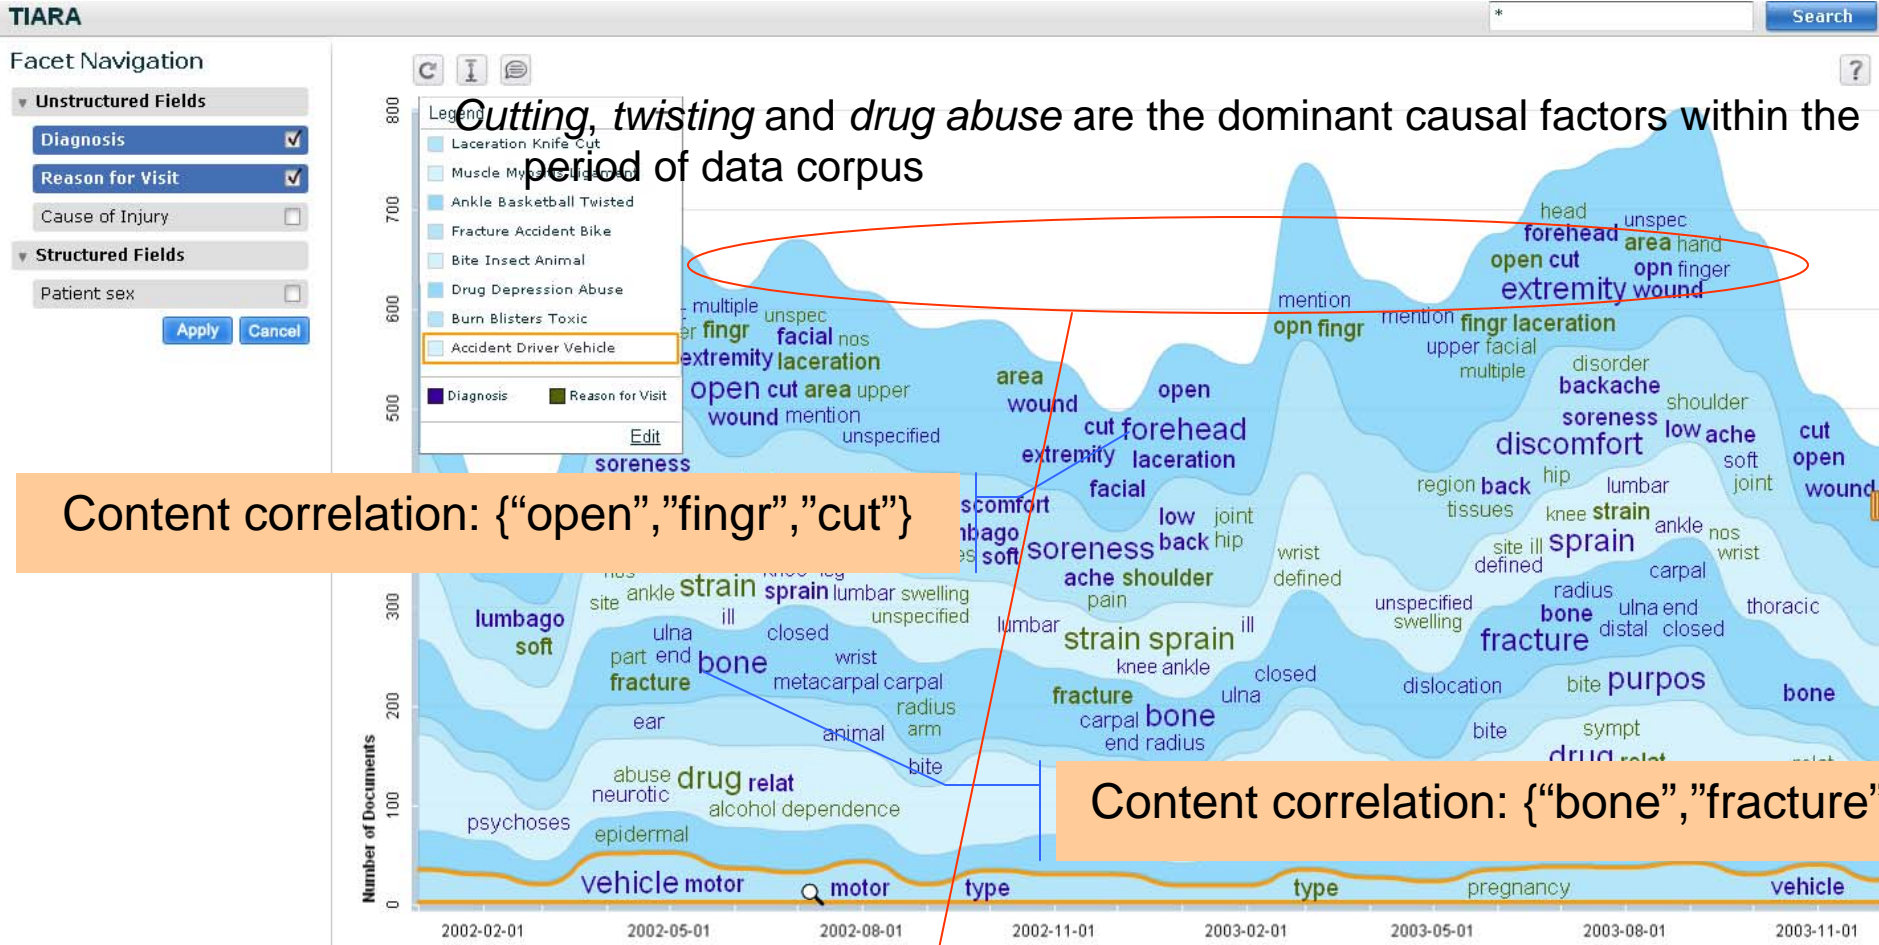 TIARA
*
Search
Facet Navigation
Unstructured Fields
Diagnosis
Reason for Visit
Cause of Injury
Structured Fields
Patient sex
Apply Cancel
?
Cutting, twisting and drug abuse are the dominant causal factors within the
period of data corpus
Legend
Laceration Knife Cut
Muscle Myositis Ligament
Ankle Basketball Twisted
Fracture Accident Bike
Bite Insect Animal
Drug Depression Abuse
Burn Blisters Toxic
Accident Driver Vehicle
Diagnosis Reason for Visit
Edit
800
700
600
500
300
200
100
0
Number of Documents
multiple unspec
fingr facial nos
extremity laceration
open cut area upper
wound mention
unspecified
soreness
area
wound
open
cut forehead
extremity laceration
facial
low joint
soft soreness back hip
ache shoulder
pain
mention
opn fingr
wrist
defined
head unspec
forehead area hand
open cut opn finger
extremity wound
mention fingr laceration
upper facial
multiple
disorder
backache
shoulder
soreness low ache
discomfort
soft
hip joint
region back lumbar
tissues
knee strain ankle nos
site ill sprain wrist
defined
carpal
cut
open
wound
Content correlation: {“open”,”fingr”,”cut”}
site ankle strain sprain lumbar swelling
ill unspecified
lumbago
soft
ulna closed
part end bone wrist
fracture metacarpal carpal
radius
ear animal arm
bite
abuse drug relat
neurotic
alcohol dependence
psychoses
epidermal
lumbar strain sprain ill
knee ankle
closed
fracture ulna
carpal bone
end radius
unspecified
swelling
radius
bone ulna end
fracture distal closed
thoracic
dislocation bite purpos
bone
bite sympt
drug relat
Content correlation: {“bone”,”fracture”
vehicle motor motor type type pregnancy vehicle
2002-02-01 2002-05-01 2002-08-01 2002-11-01 2003-02-01 2003-05-01 2003-08-01 2003-11-01